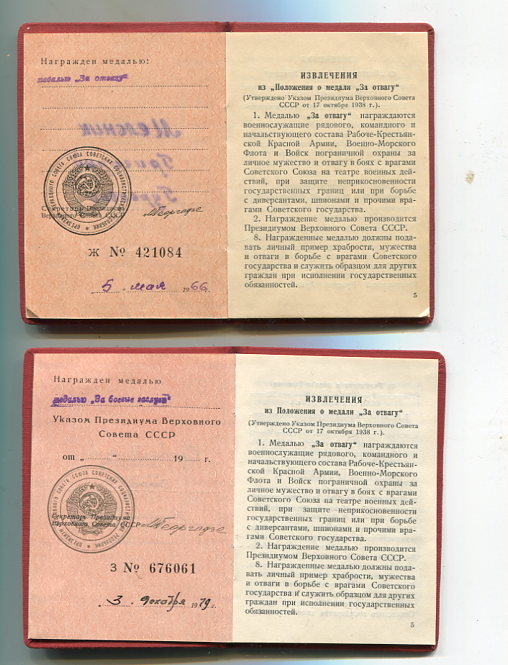 Награжден медалью:
медалью „За отвагу“
Мельник
Секретарь Президиума
Верховного Совета СССР
Ж № 421084
5 мая 1966
ИЗВЛЕЧЕНИЯ
из „Положения о медали „За отвагу“
(Утверждено Указом Президиума Верховного Совета
СССР от 17 октября 1938 г.).
1. Медалью „За отвагу“ награждаются
военнослужащие рядового, командного и
начальствующего состава Рабоче-Крестьян-
ской Красной Армии, Военно-Морского
Флота и Войск пограничной охраны за
личное мужество и отвагу в боях с врагами
Советского Союза на театре военных дей-
ствий, при защите неприкосновенности
государственных границ или при борьбе
с диверсантами, шпионами и прочими вра-
гами Советского государства.
2. Награждение медалью производится
Президиумом Верховного Совета СССР.
8. Награжденные медалью должны пода-
вать личный пример храбрости, мужества
и отваги в борьбе с врагами Советского
государства и служить образцом для других
граждан при исполнении государственных
обязанностей.
5
Награжден медалью
медалью „За боевые заслуги“
Указом Президиума Верховного
Совета СССР
от „ “ 19 г.
Секретарь Президиума
Верховного Совета СССР
З № 676061
3 декабря 1979г.
ИЗВЛЕЧЕНИЯ
из Положения о медали „За отвагу“
(Утверждено Указом Президиума Верховного Совета
СССР от 17 октября 1938 г.).
1. Медалью „За отвагу“ награждаются
военнослужащие рядового, командного и
начальствующего состава Рабоче-Крестьян-
ской Красной Армии, Военно-Морского
Флота и Войск пограничной охраны за
личное мужество и отвагу в боях с врагами
Советского Союза на театре военных дей-
ствий, при защите неприкосновенности
государственных границ или при борьбе
с диверсантами, шпионами и прочими вра-
гами Советского государства.
2. Награждение медалью производится
Президиумом Верховного Совета СССР.
8. Награжденные медалью должны пода-
вать личный пример храбрости, мужества
и отваги в борьбе с врагами Советского
государства и служить образцом для других
граждан при исполнении государственных
обязанностей.
5